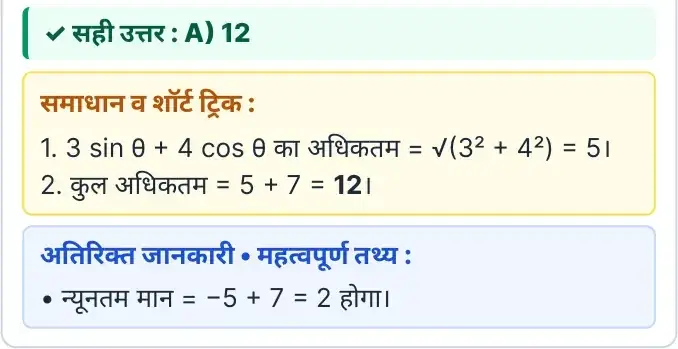 ✓ सही उत्तर : A) 12
समाधान व शॉर्ट ट्रिक :
1. 3 sin θ + 4 cos θ का अधिकतम = √(3² + 4²) = 5।
2. कुल अधिकतम = 5 + 7 = 12।
अतिरिक्त जानकारी • महत्वपूर्ण तथ्य :
• न्यूनतम मान = −5 + 7 = 2 होगा।